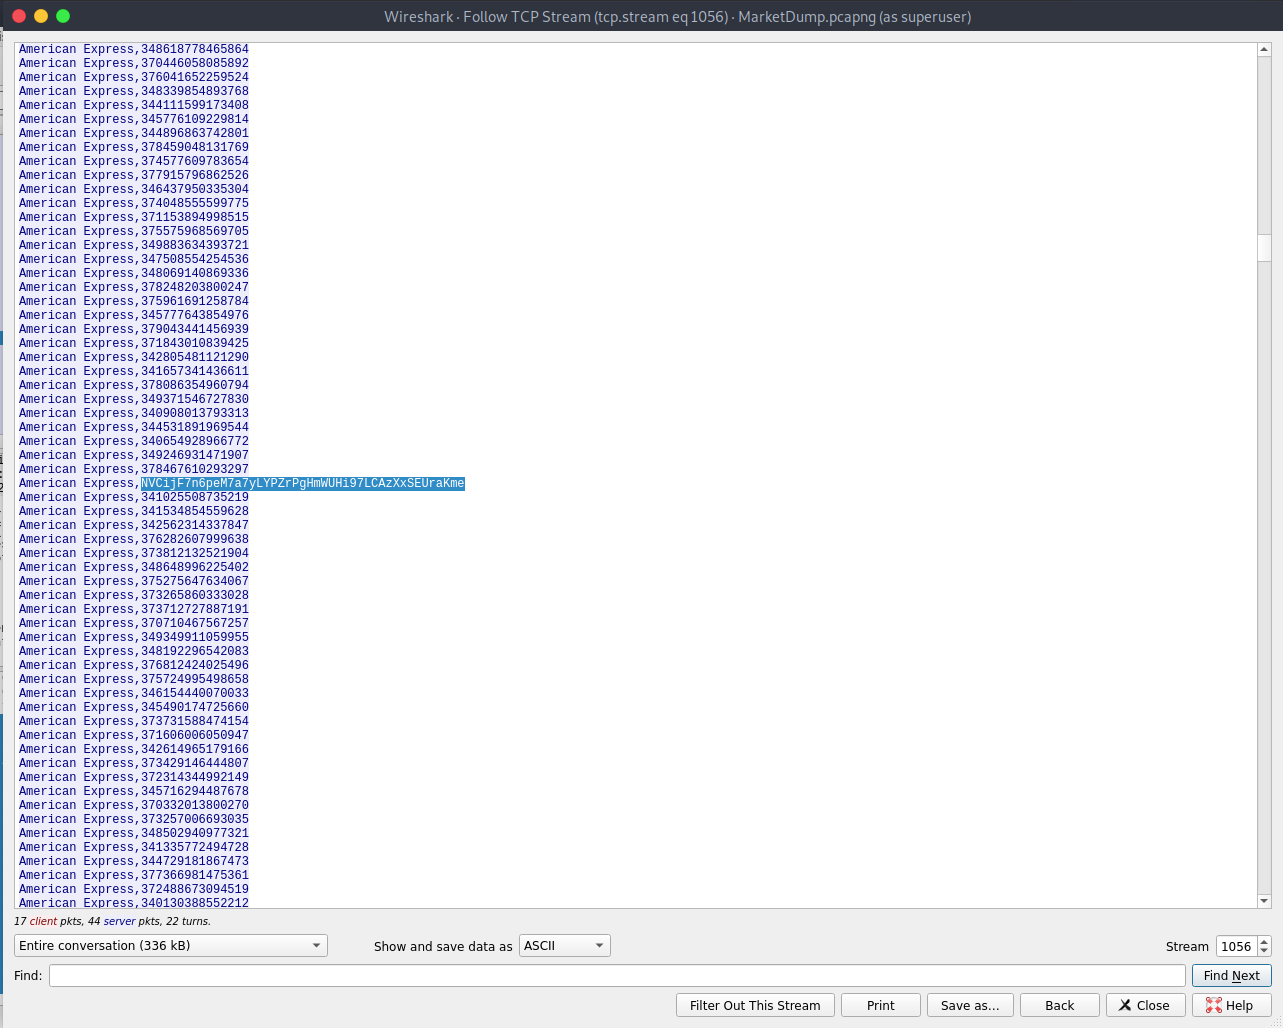 Wireshark · Follow TCP Stream (tcp.stream eq 1056) · MarketDump.pcapng (as superuser)
American Express,348618778465864
American Express,370446058085892
American Express,376041652259524
American Express,348339854893768
American Express,344111599173408
American Express,345776109229814
American Express,344896863742801
American Express,378459048131769
American Express,374577609783654
American Express,377915796862526
American Express,346437950335304
American Express,374048555599775
American Express,371153894998515
American Express,375575968569705
American Express,349883634393721
American Express,347508554254536
American Express,348069140869336
American Express,378248203800247
American Express,375961691258784
American Express,345777643854976
American Express,379043441456939
American Express,371843010839425
American Express,342805481121290
American Express,341657341436611
American Express,378086354960794
American Express,349371546727830
American Express,340908013793313
American Express,344531891969544
American Express,340654928966772
American Express,349246931471907
American Express,378467610293297
American Express,NVCijF7n6peM7a7yLYPZrPgHmWUHi97LCAzXxSEUraKme
American Express,341025508735219
American Express,341534854559628
American Express,342562314337847
American Express,376282607999638
American Express,373812132521904
American Express,348648996225402
American Express,375275647634067
American Express,373265860333028
American Express,373712727887191
American Express,370710467567257
American Express,349349911059955
American Express,348192296542083
American Express,376812424025496
American Express,375724995498658
American Express,346154440070033
American Express,345490174725660
American Express,373731588474154
American Express,371606006050947
American Express,342614965179166
American Express,373429146444807
American Express,372314344992149
American Express,345716294487678
American Express,370332013800270
American Express,373257006693035
American Express,348502940977321
American Express,341335772494728
American Express,344729181867473
American Express,377366981475361
American Express,372488673094519
American Express,340130388552212
17 client pkts, 44 server pkts, 22 turns.
Entire conversation (336 kB) Show and save data as ASCII Stream 1056
Find: Find Next
Filter Out This Stream Print Save as… Back Close Help